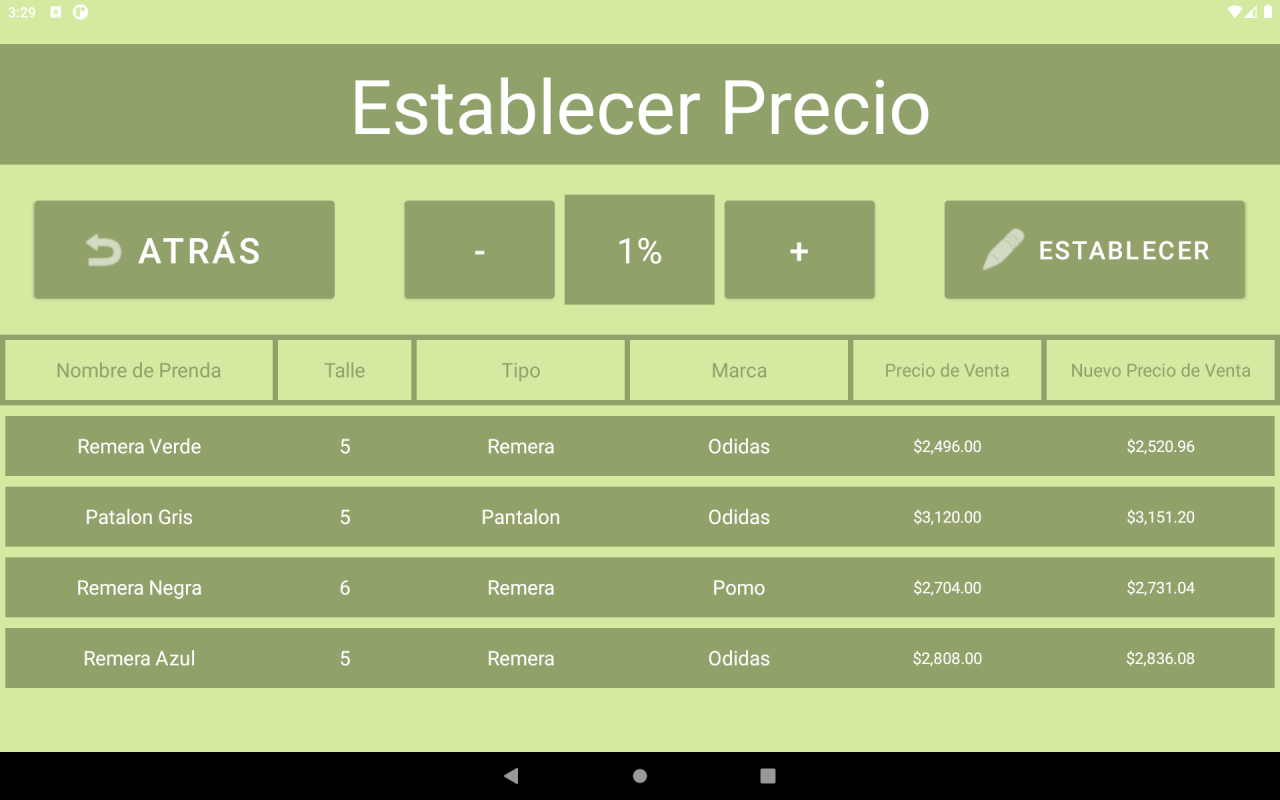 3:29
Establecer Precio
ATRÁS - 1% + ESTABLECER
Nombre de Prenda Talle Tipo Marca Precio de Venta Nuevo Precio de Venta
Remera Verde 5 Remera Odidas $2,496.00 $2,520.96
Patalon Gris 5 Pantalon Odidas $3,120.00 $3,151.20
Remera Negra 6 Remera Pomo $2,704.00 $2,731.04
Remera Azul 5 Remera Odidas $2,808.00 $2,836.08